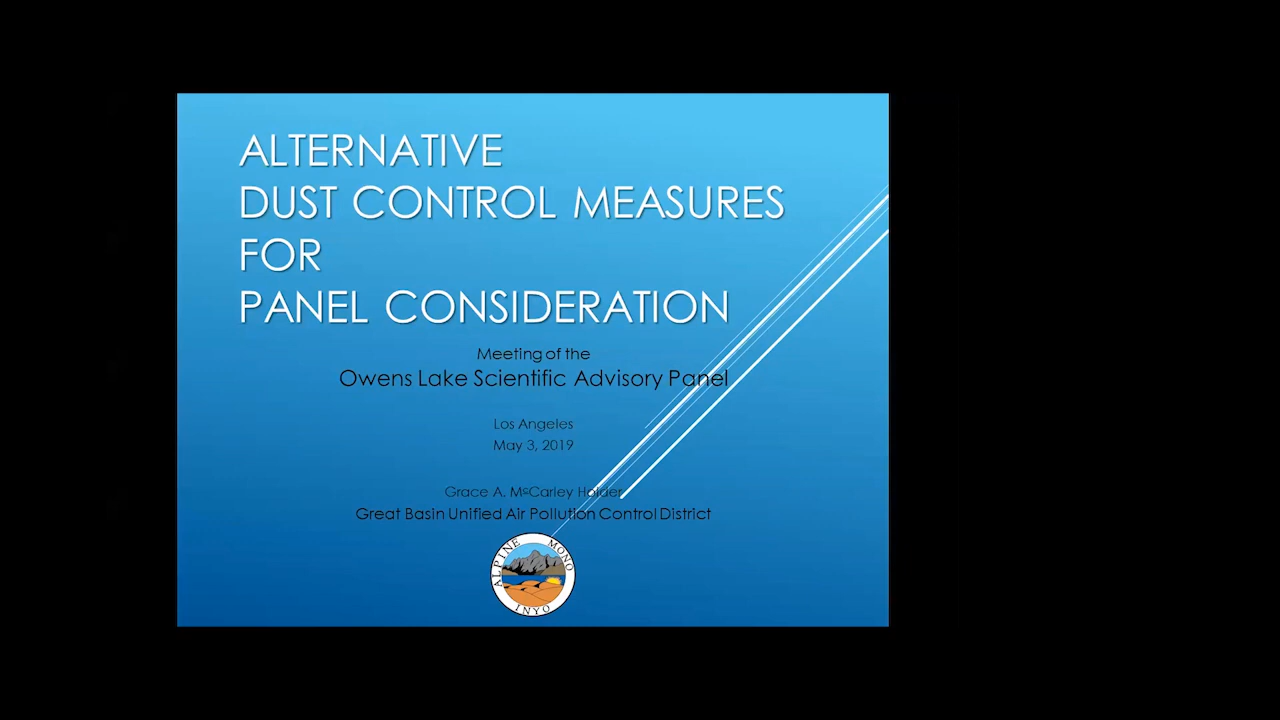 ALTERNATIVE
DUST CONTROL MEASURES
FOR
PANEL CONSIDERATION
Meeting of the
Owens Lake Scientific Advisory Panel
Los Angeles
May 3, 2019
Grace A. McCarley Holder
Great Basin Unified Air Pollution Control District
ALPINE MONO
INYO